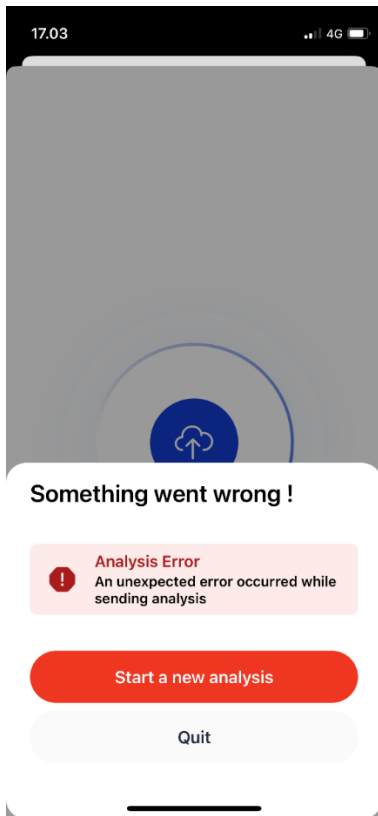 17.03
4G
Something went wrong !
Analysis Error
An unexpected error occurred while
sending analysis
Start a new analysis
Quit